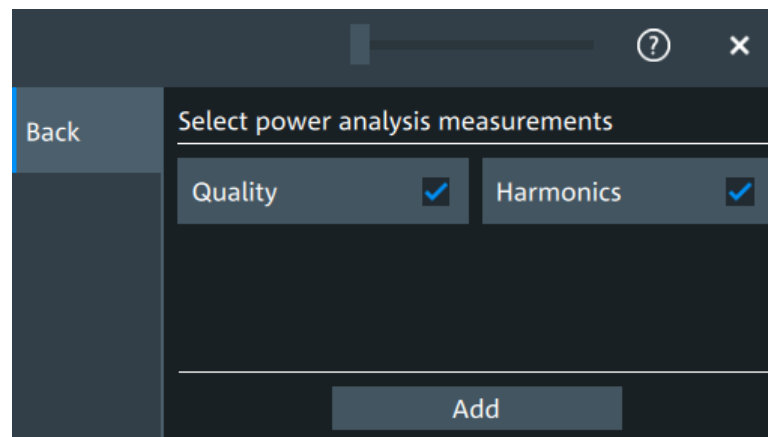 Back
Select power analysis measurements
Quality
Harmonics
Add